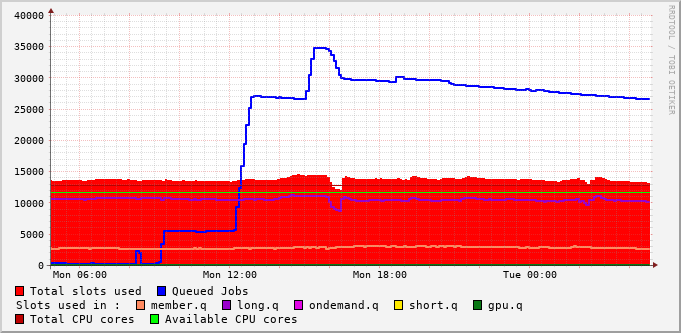 40000
35000
30000
25000
20000
15000
10000
5000
0
Mon 06:00 Mon 12:00 Mon 18:00 Tue 00:00
RRDTOOL / TOBI OETIKER
Total slots used Queued Jobs
Slots used in : member.q long.q ondemand.q short.q gpu.q
Total CPU cores Available CPU cores